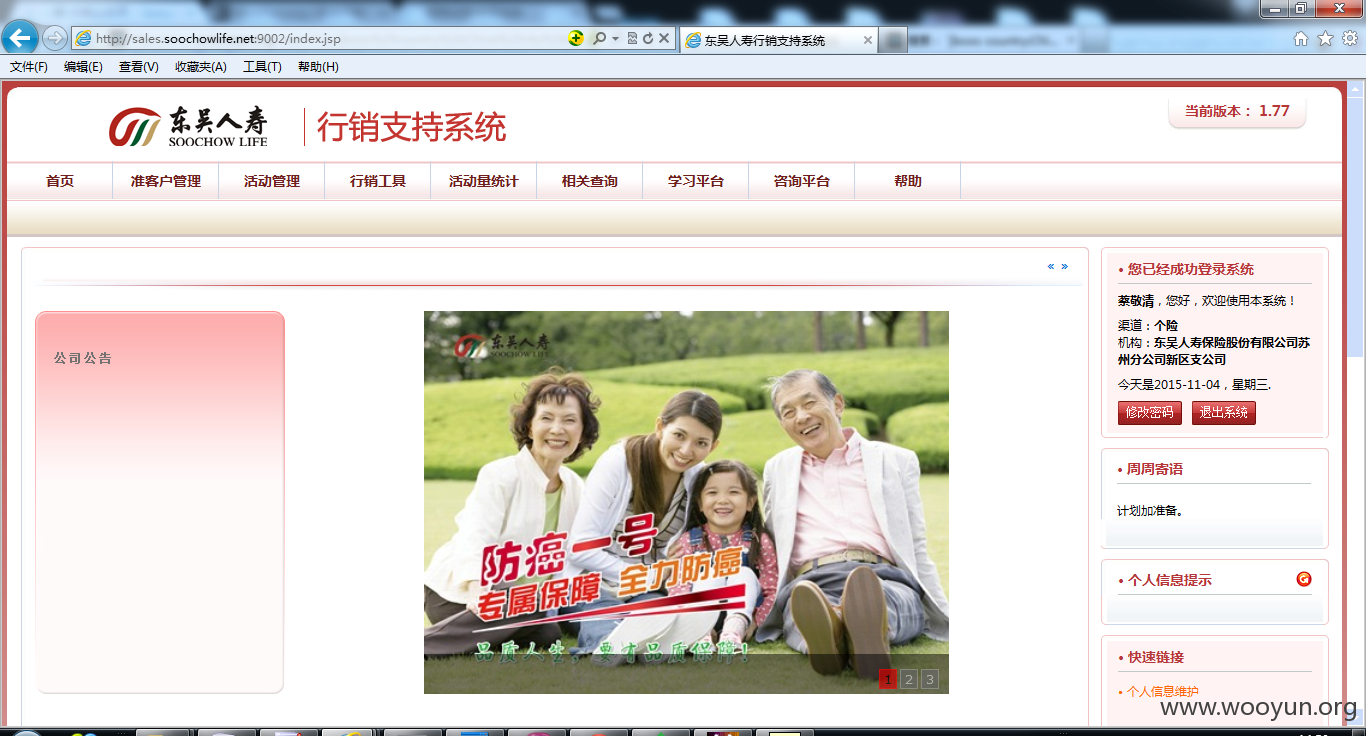 http://sales.soochowlife.net:9002/index.jsp
东吴人寿行销支持系统
文件(F) 编辑(E) 查看(V) 收藏夹(A) 工具(T) 帮助(H)
东吴人寿
SOOCHOW LIFE
行销支持系统
当前版本： 1.77
首页 准客户管理 活动管理 行销工具 活动量统计 相关查询 学习平台 咨询平台 帮助
« »
公司公告
东吴人寿
SOOCHOW LIFE
防癌一号
专属保障 全力防癌
品质人生，要有品质保障!
1 2 3
• 您已经成功登录系统
蔡敬清，您好，欢迎使用本系统！
渠道：个险
机构：东吴人寿保险股份有限公司苏
州分公司新区支公司
今天是2015-11-04，星期三.
修改密码 退出系统
• 周周寄语
计划加准备。
• 个人信息提示
• 快速链接
• 个人信息维护
www.wooyun.org